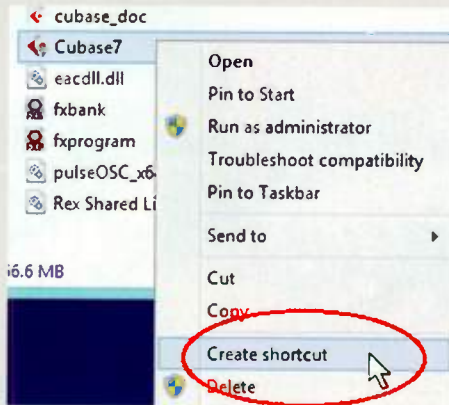 cubase_doc
Cubase7
eacdll.dll
fxbank
fxprogram
pulseOSC_x6
Rex Shared Li
Open
Pin to Start
Run as administrator
Troubleshoot compatibility
Pin to Taskbar
Send to
Cut
Copy
Create shortcut
Delete